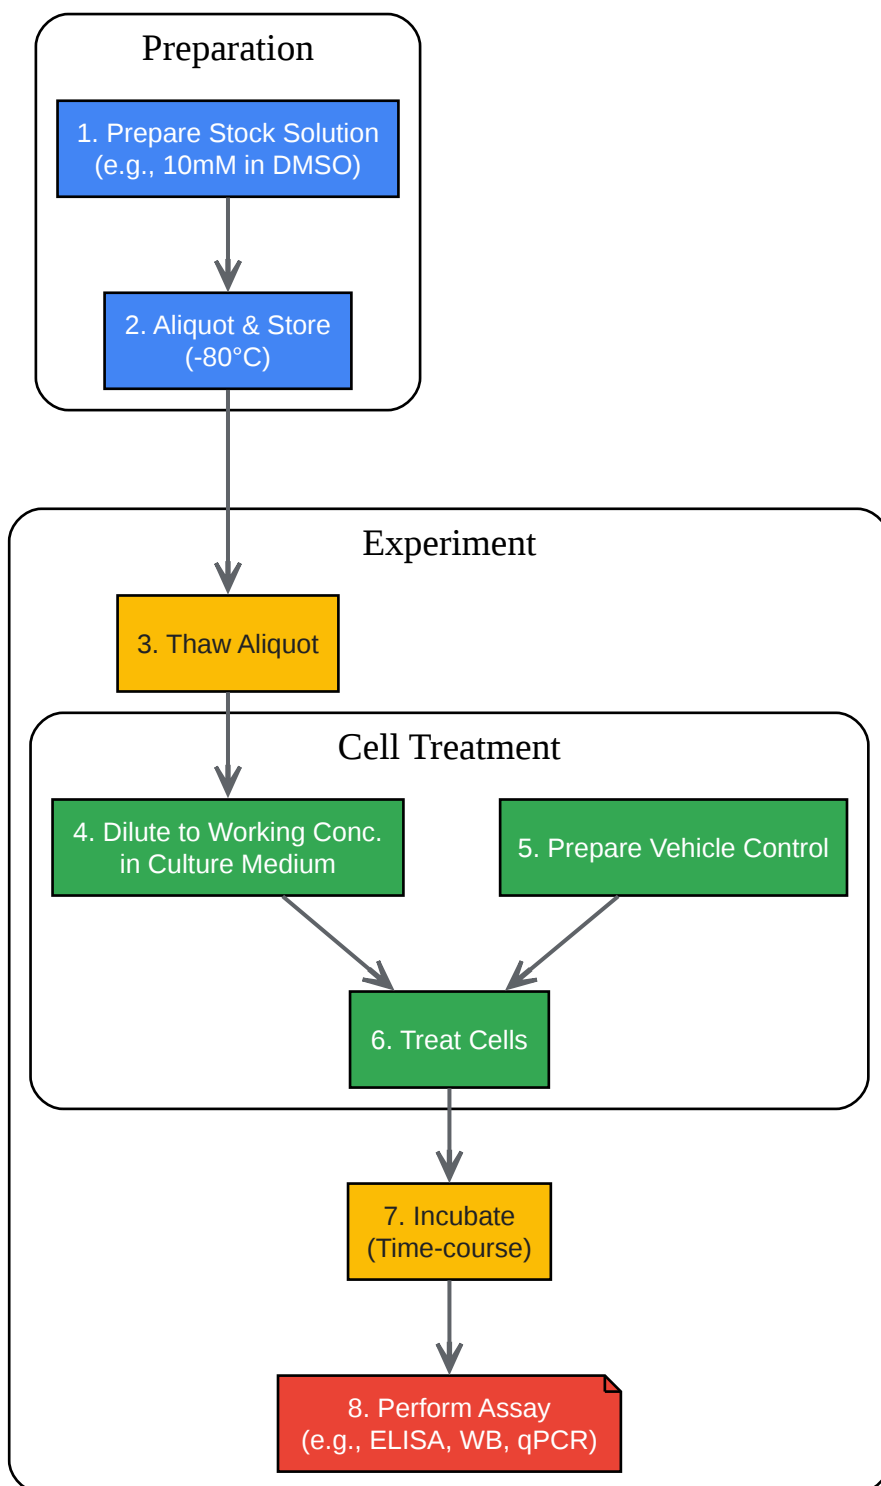 Preparation
1. Prepare Stock Solution
(e.g., 10mM in DMSO)
2. Aliquot & Store
(-80°C)
Experiment
3. Thaw Aliquot
Cell Treatment
4. Dilute to Working Conc.
in Culture Medium
5. Prepare Vehicle Control
6. Treat Cells
7. Incubate
(Time-course)
8. Perform Assay
(e.g., ELISA, WB, qPCR)